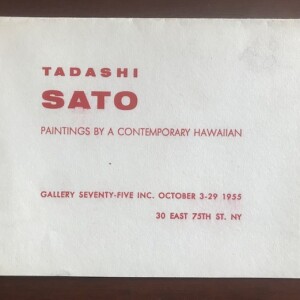 TADASHI
SATO
PAINTINGS BY A CONTEMPORARY HAWAIIAN
GALLERY SEVENTY-FIVE INC. OCTOBER 3-29 1955
30 EAST 75TH ST. NY